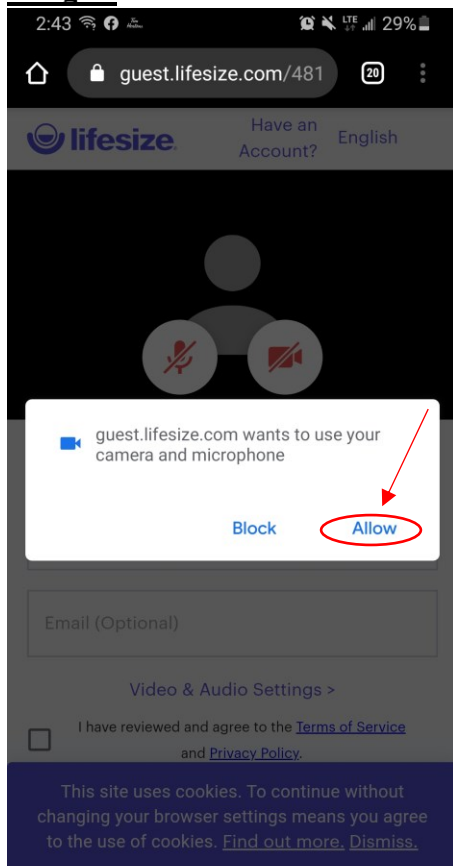 2:43 LTE 29%
guest.lifesize.com/481 20
lifesize
Have an
Account?
English
guest.lifesize.com wants to use your
camera and microphone
Block Allow
Email (Optional)
Video & Audio Settings >
I have reviewed and agree to the Terms of Service
and Privacy Policy.
This site uses cookies. To continue without
changing your browser settings means you agree
to the use of cookies. Find out more. Dismiss.